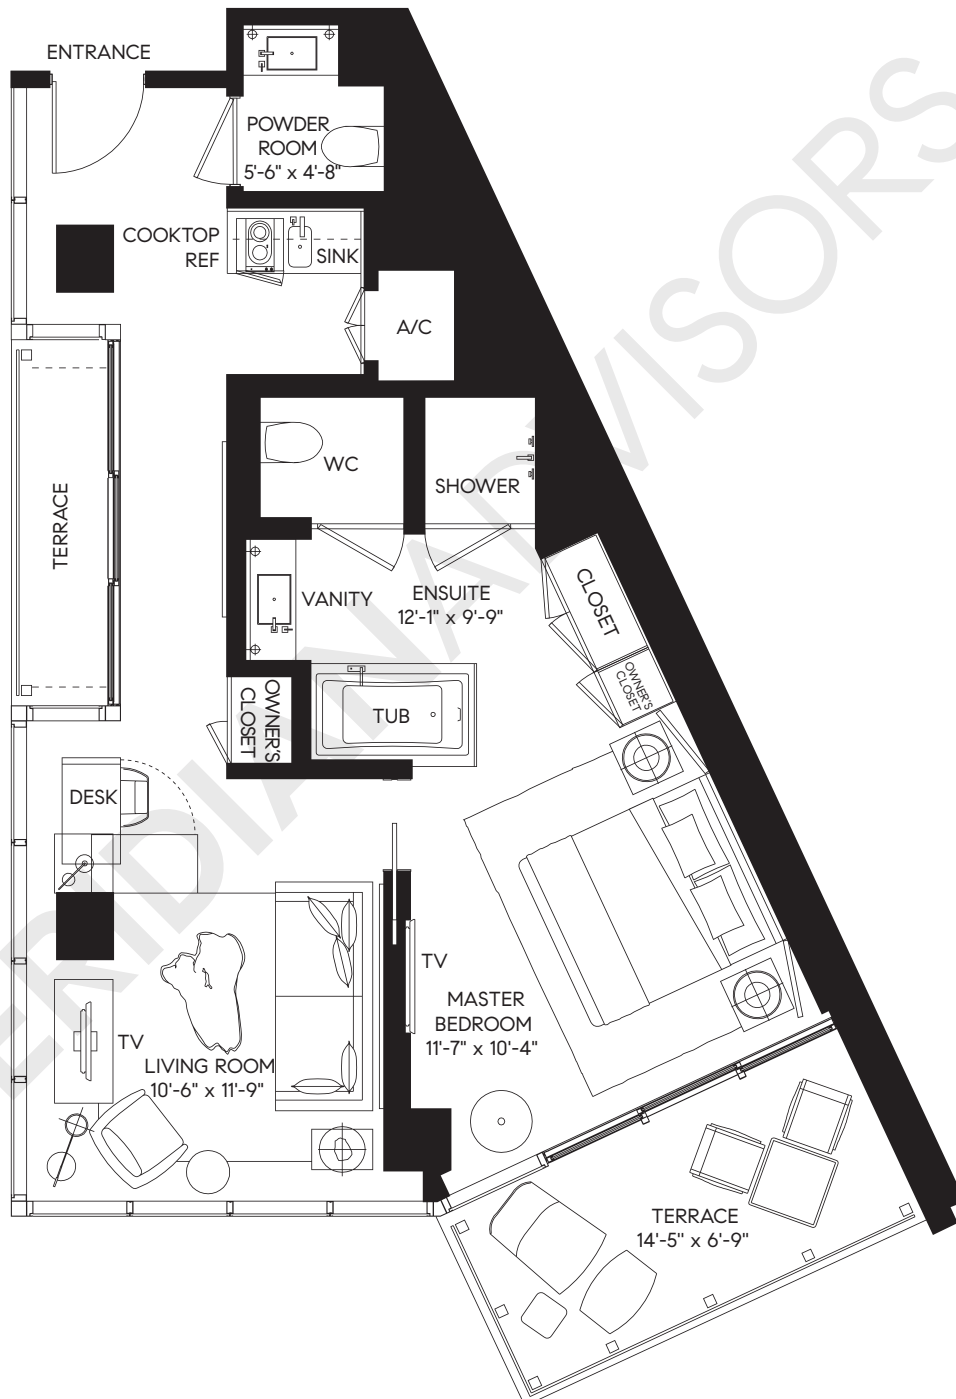 ENTRANCE
POWDER
ROOM
5'-6" x 4'-8"
COOKTOP
REF
SINK
A/C
WC
SHOWER
TERRACE
VANITY
ENSUITE
12'-1" x 9'-9"
CLOSET
OWNER'S
CLOSET
OWNER'S
CLOSET
TUB
DESK
TV
MASTER
BEDROOM
11'-7" x 10'-4"
TV
LIVING ROOM
10'-6" x 11'-9"
TERRACE
14'-5" x 6'-9"
ERIDIANADVISORS